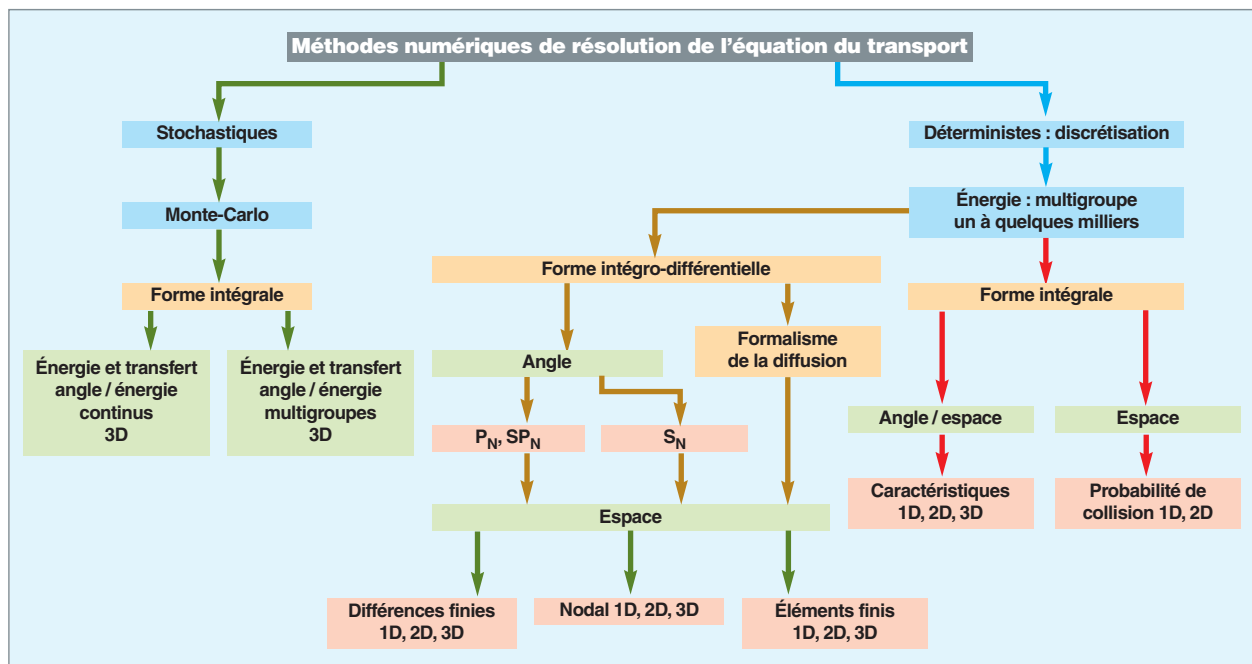 Méthodes numériques de résolution de l'équation du transport
Stochastiques
Déterministes : discrétisation
Monte-Carlo
Énergie : multigroupe
un à quelques milliers
Forme intégro-différentielle
Forme intégrale
Forme intégrale
Énergie et transfert
angle / énergie
continus
3D
Énergie et transfert
angle / énergie
multigroupes
3D
Angle
Formalisme
de la diffusion
P_N, SP_N
S_N
Angle / espace
Espace
Caractéristiques
1D, 2D, 3D
Probabilité de
collision 1D, 2D
Espace
Différences finies
1D, 2D, 3D
Nodal 1D, 2D, 3D
Éléments finis
1D, 2D, 3D